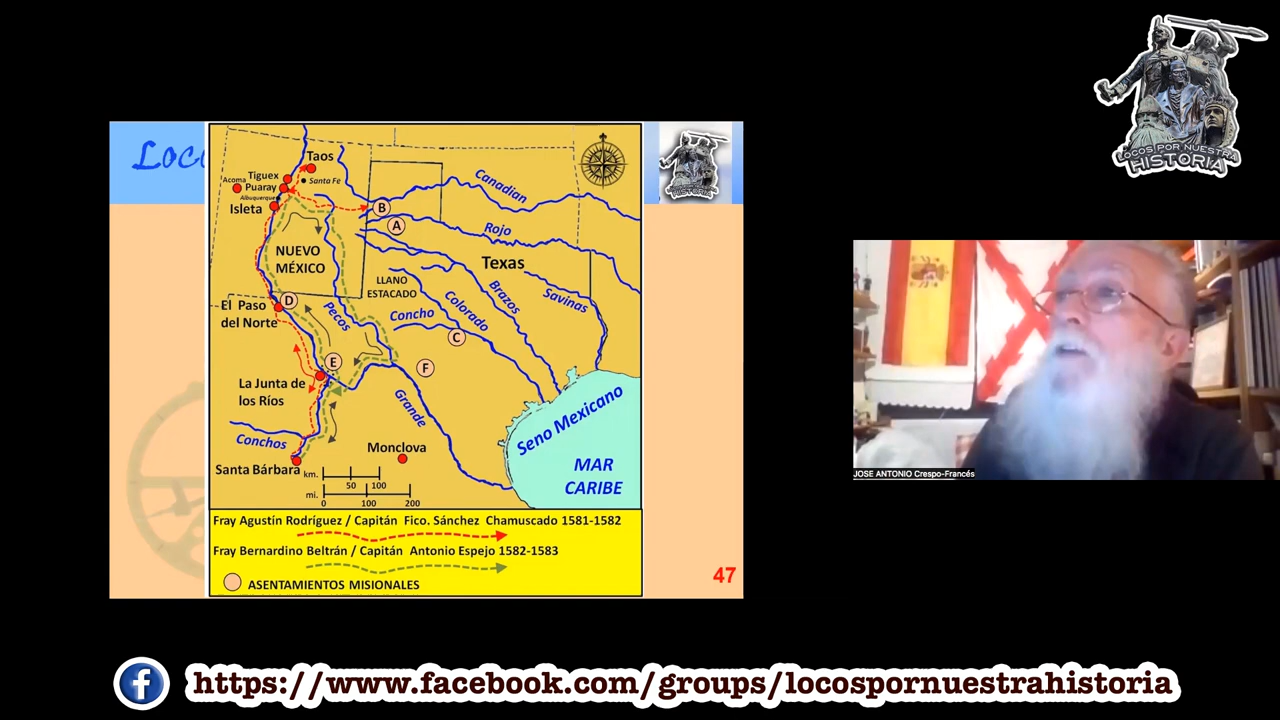 LOCOS POR NUESTRA
HISTORIA
Loco
Taos
Tiguex
Acoma
Puaray
Santa Fé
Albuquerque
Isleta
Canadian
B
A
Rojo
NUEVO
MÉXICO
Texas
LLANO
ESTACADO
Brazos
Savinas
Colorado
Concho
Pecos
C
D
El Paso
del Norte
E
F
La Junta de
los Ríos
Grande
Seno Mexicano
Conchos
Monclova
Santa Bárbara
MAR
CARIBE
km.
50 100
mi.
0 100 200
Fray Agustín Rodríguez / Capitán Fico. Sánchez Chamuscado 1581-1582
Fray Bernardino Beltrán / Capitán Antonio Espejo 1582-1583
ASENTAMIENTOS MISIONALES
47
JOSE ANTONIO Crespo-Francés
https://www.facebook.com/groups/locospornuestrahistoria